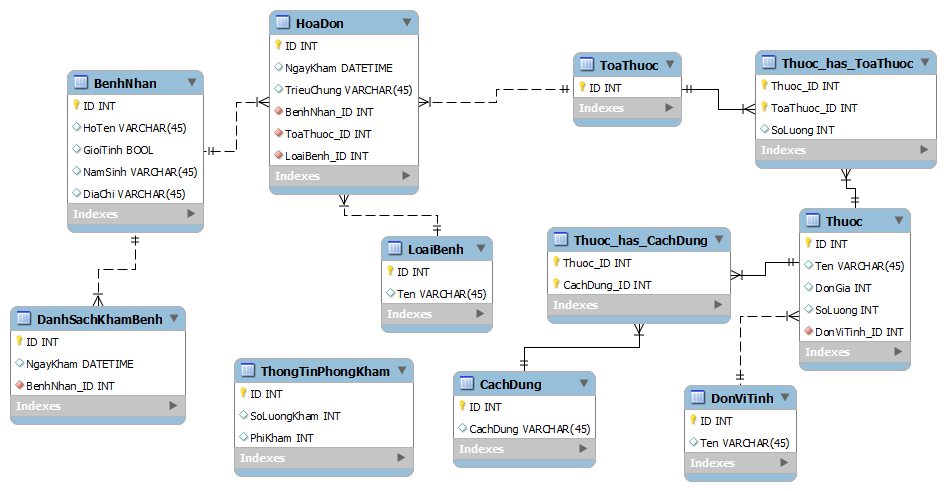 HoaDon
ID INT
NgayKham DATETIME
TrieuChung VARCHAR(45)
BenhNhan_ID INT
ToaThuoc_ID INT
LoaiBenh_ID INT
Indexes
BenhNhan
ID INT
HoTen VARCHAR(45)
GioiTinh BOOL
NamSinh VARCHAR(45)
DiaChi VARCHAR(45)
Indexes
ToaThuoc
ID INT
Indexes
Thuoc_has_ToaThuoc
Thuoc_ID INT
ToaThuoc_ID INT
SoLuong INT
Indexes
LoaiBenh
ID INT
Ten VARCHAR(45)
Indexes
Thuoc_has_CachDung
Thuoc_ID INT
CachDung_ID INT
Indexes
Thuoc
ID INT
Ten VARCHAR(45)
DonGia INT
SoLuong INT
DonViTinh_ID INT
Indexes
DanhSachKhamBenh
ID INT
NgayKham DATETIME
BenhNhan_ID INT
Indexes
ThongTinPhongKham
ID INT
SoLuongKham INT
PhiKham INT
Indexes
CachDung
ID INT
CachDung VARCHAR(45)
Indexes
DonViTinh
ID INT
Ten VARCHAR(45)
Indexes